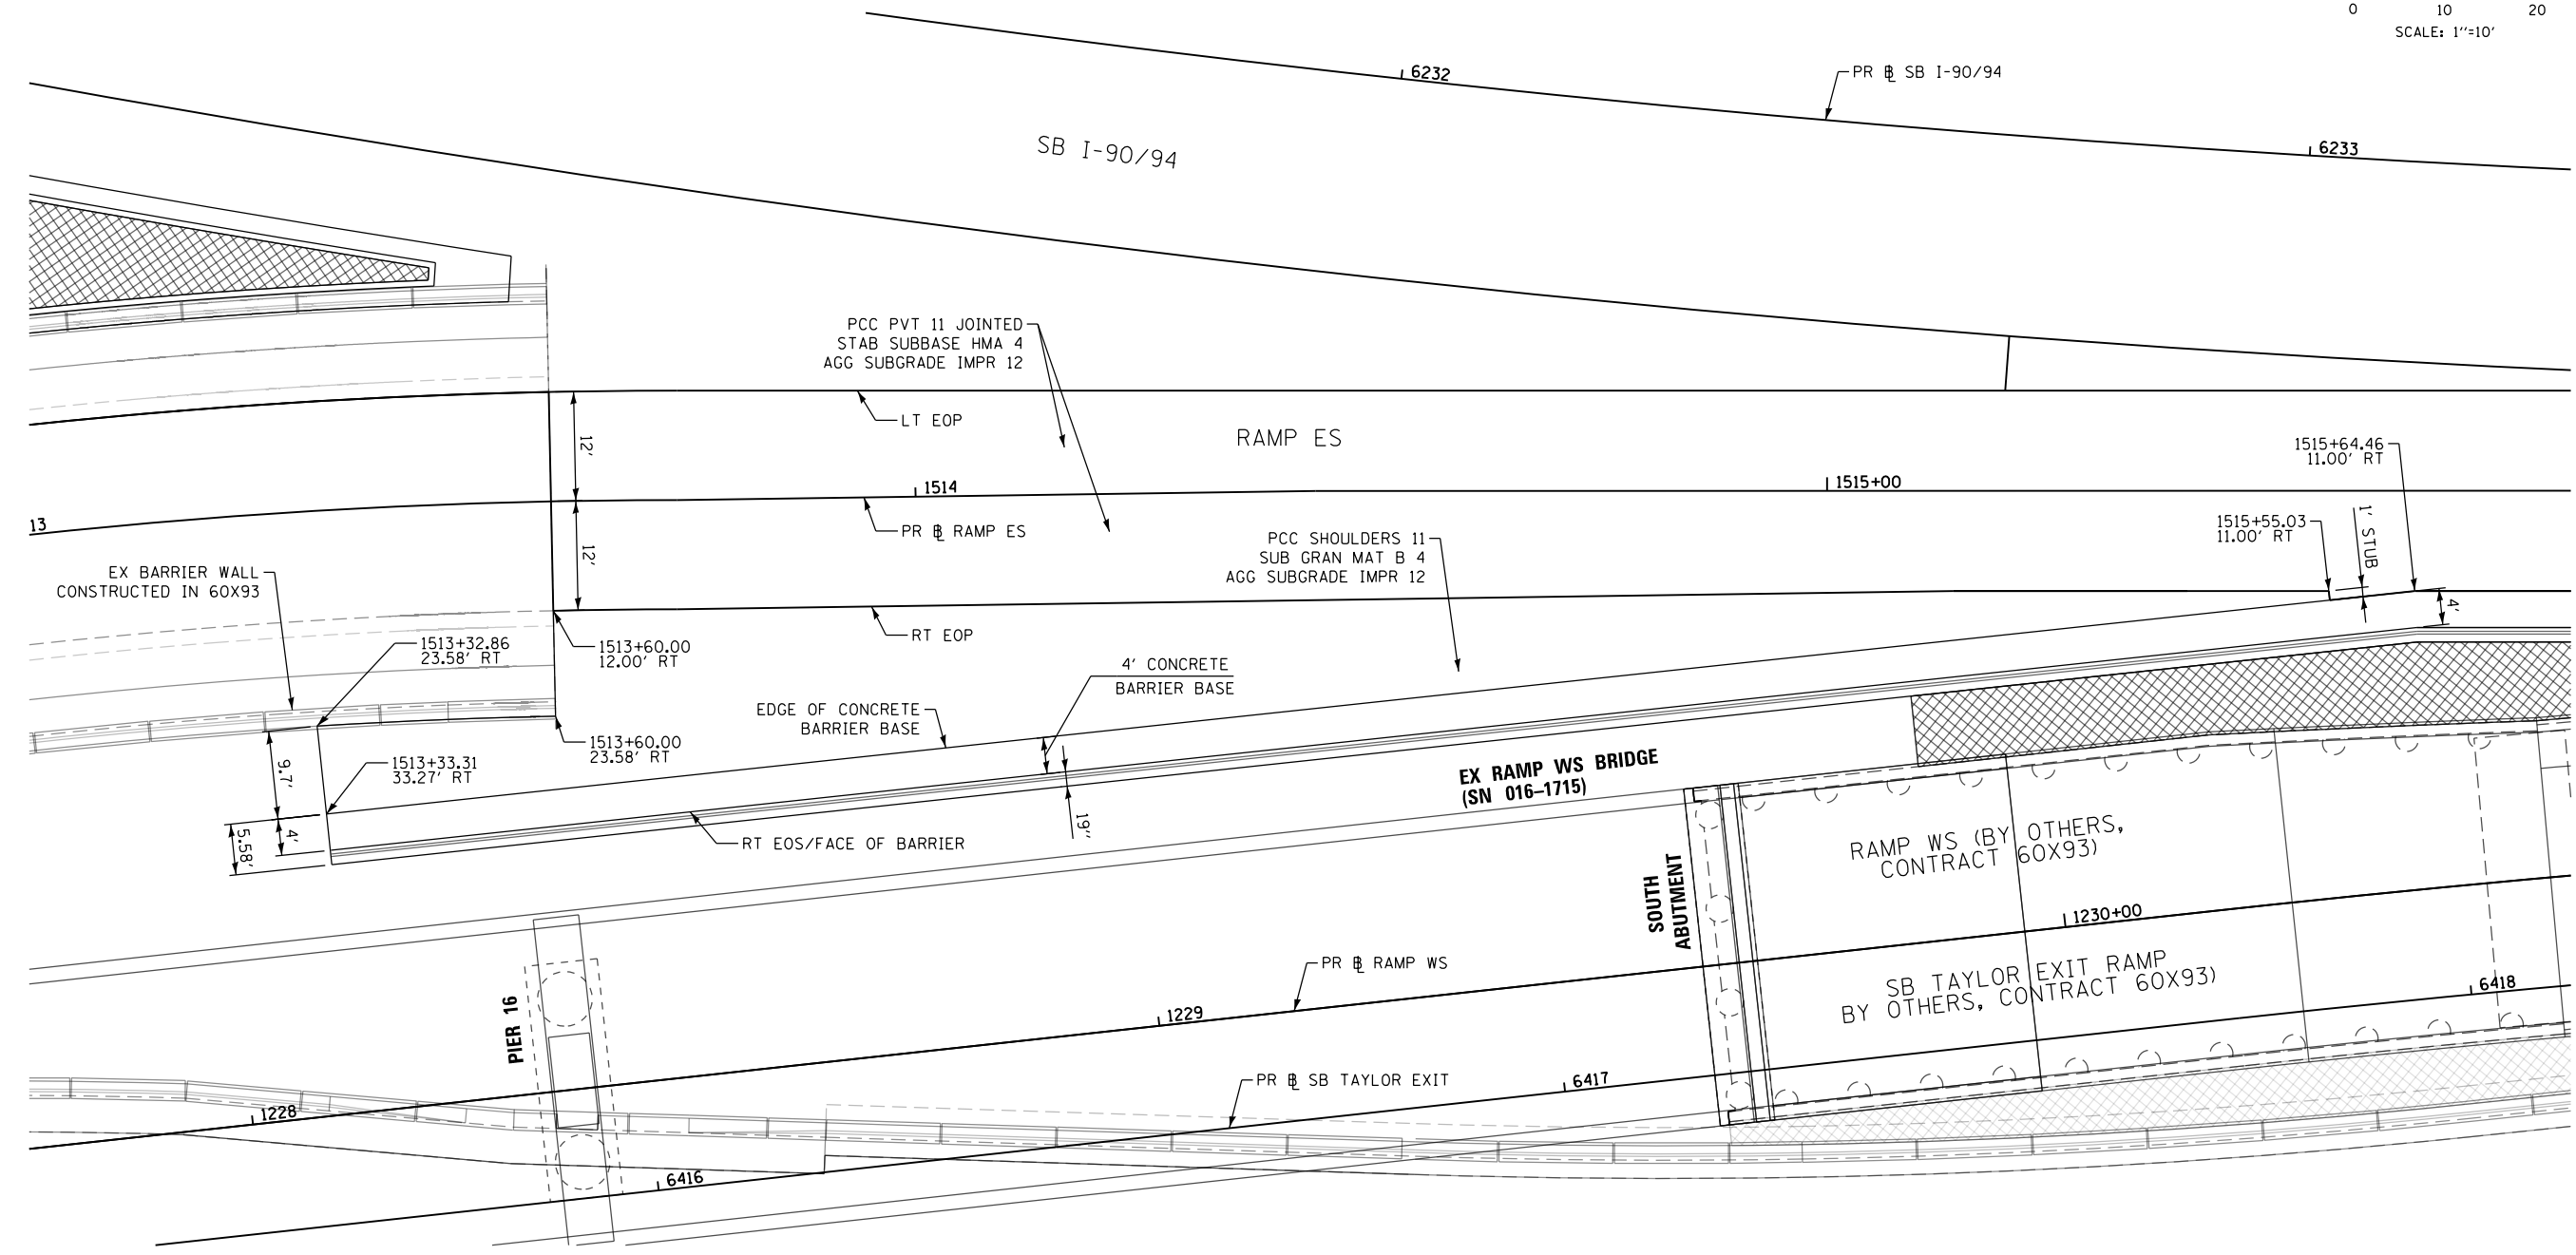 0 10 20
SCALE: 1''=10'
6232
PR ⅊ SB I-90/94
6233
SB I-90/94
PCC PVT 11 JOINTED
STAB SUBBASE HMA 4
AGG SUBGRADE IMPR 12
12'
LT EOP
RAMP ES
1515+64.46
11.00' RT
1514
1515+00
13
12'
PR ⅊ RAMP ES
PCC SHOULDERS 11
SUB GRAN MAT B 4
AGG SUBGRADE IMPR 12
1515+55.03
11.00' RT
1' STUB
4'
EX BARRIER WALL
CONSTRUCTED IN 60X93
1513+32.86
23.58' RT
1513+60.00
12.00' RT
RT EOP
4' CONCRETE
BARRIER BASE
EDGE OF CONCRETE
BARRIER BASE
1513+60.00
23.58' RT
1513+33.31
33.27' RT
9.7'
4'
5.58'
RT EOS/FACE OF BARRIER
19''
EX RAMP WS BRIDGE
(SN 016-1715)
RAMP WS (BY OTHERS,
CONTRACT 60X93)
SOUTH
ABUTMENT
1230+00
PIER 16
PR ⅊ RAMP WS
1229
SB TAYLOR EXIT RAMP
BY OTHERS, CONTRACT 60X93)
6418
PR ⅊ SB TAYLOR EXIT
6417
1228
6416